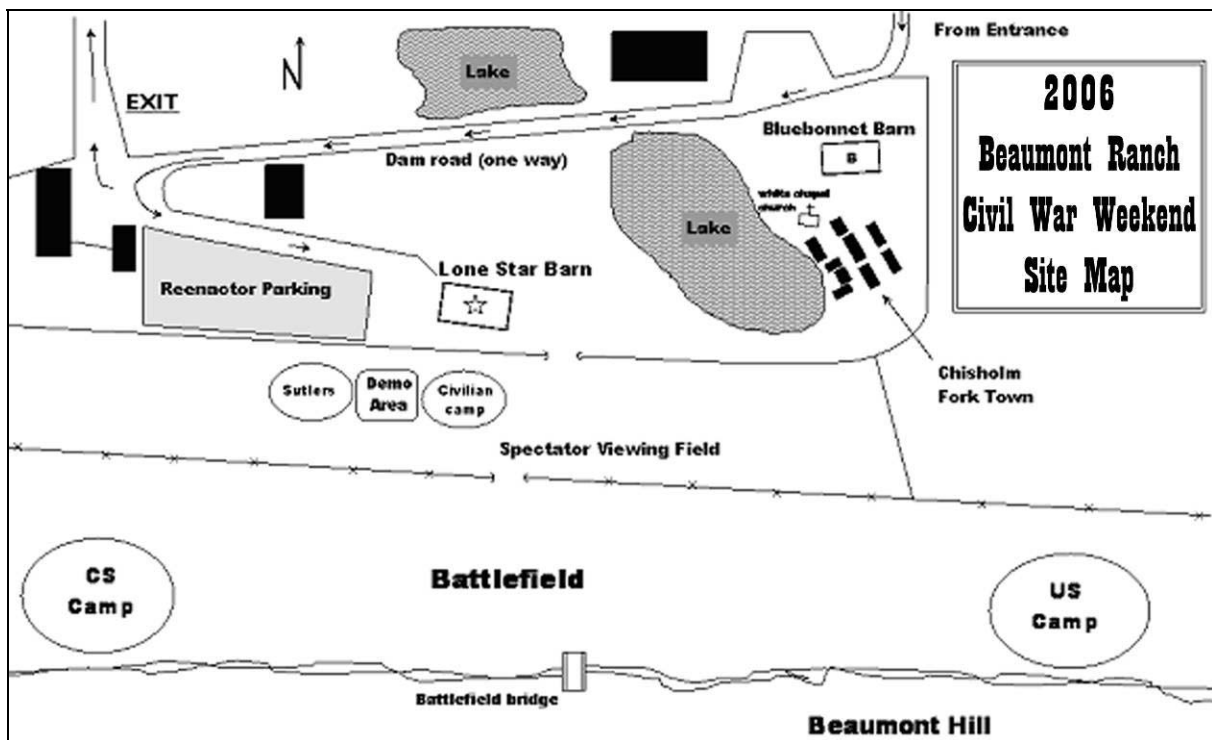 From Entrance
2006
Beaumont Ranch
Civil War Weekend
Site Map
N
Lake
EXIT
Bluebonnet Barn
B
Dam road (one way)
white chapel
church
Lake
Lone Star Barn
Reenactor Parking
Chisholm
Fork Town
Sutlers
Demo
Area
Civilian
camp
Spectator Viewing Field
CS
Camp
Battlefield
US
Camp
Battlefield bridge
Beaumont Hill